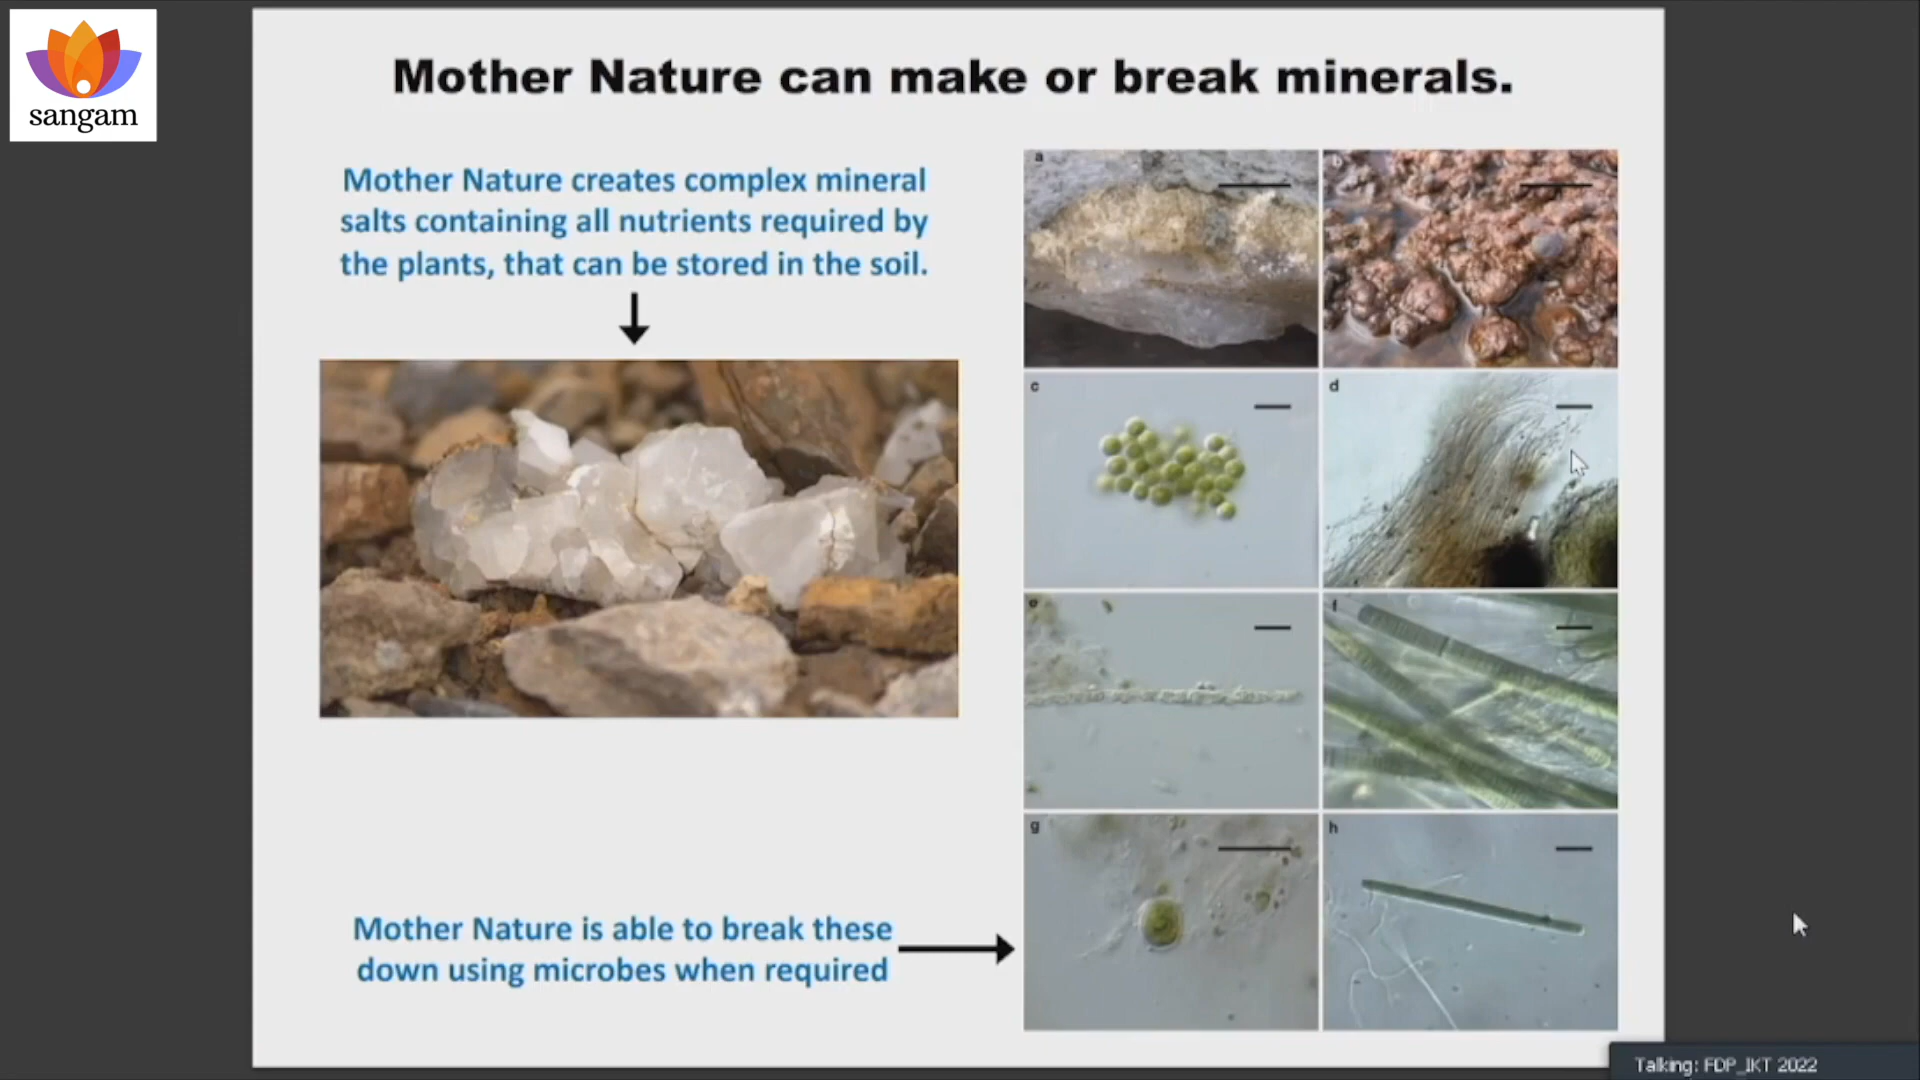 sangam
Mother Nature can make or break minerals.
Mother Nature creates complex mineral
salts containing all nutrients required by
the plants, that can be stored in the soil.
a
b
c
d
e
f
g
h
Mother Nature is able to break these
down using microbes when required
Talking: FDP_IKT 2022